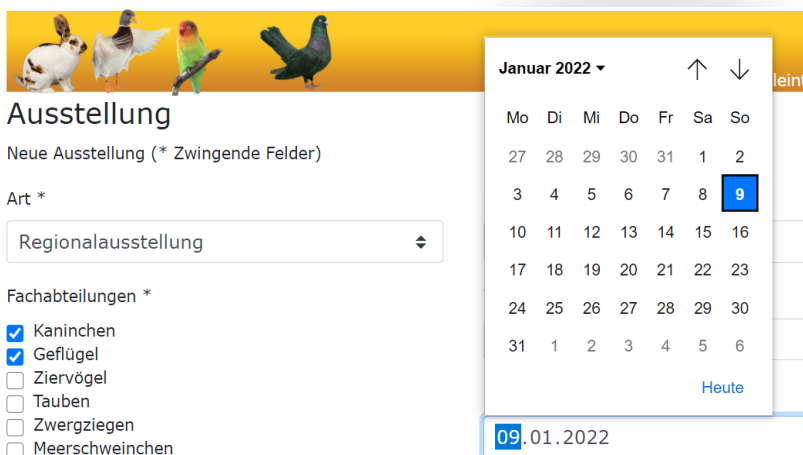 leint
Ausstellung
Neue Ausstellung (* Zwingende Felder)
Art *
Regionalausstellung
Fachabteilungen *
Kaninchen
Geflügel
Ziervögel
Tauben
Zwergziegen
Meerschweinchen
Januar 2022
Mo Di Mi Do Fr Sa So
27 28 29 30 31 1 2
3 4 5 6 7 8 9
10 11 12 13 14 15 16
17 18 19 20 21 22 23
24 25 26 27 28 29 30
31 1 2 3 4 5 6
Heute
09.01.2022